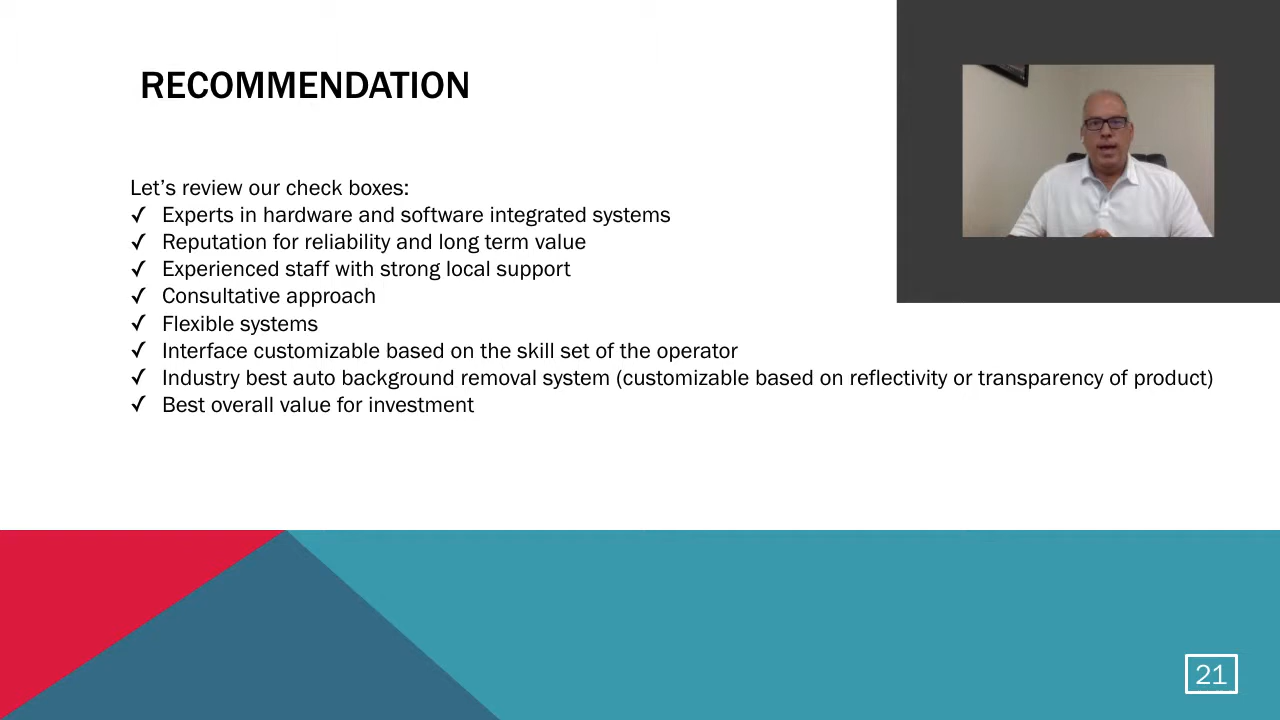 RECOMMENDATION
Let's review our check boxes:
✓ Experts in hardware and software integrated systems
✓ Reputation for reliability and long term value
✓ Experienced staff with strong local support
✓ Consultative approach
✓ Flexible systems
✓ Interface customizable based on the skill set of the operator
✓ Industry best auto background removal system (customizable based on reflectivity or transparency of product)
✓ Best overall value for investment
21